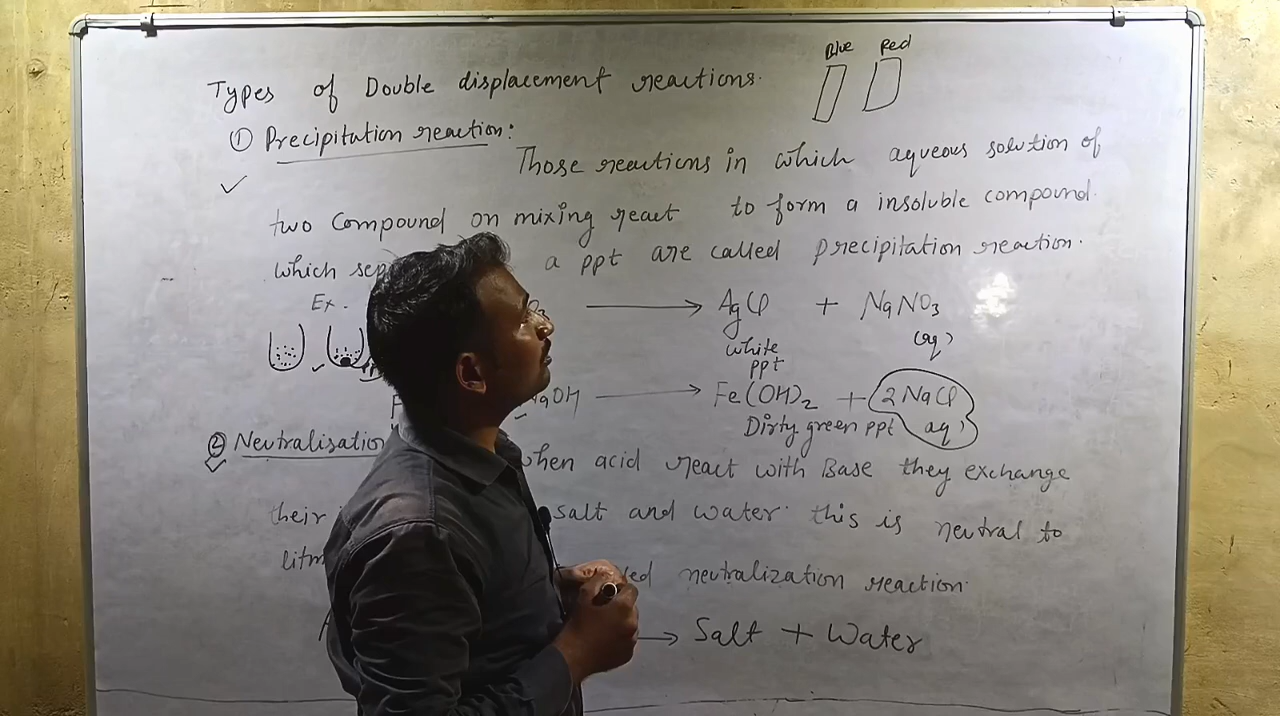 Blue Red
Types of Double displacement reactions.
① Precipitation reaction:
Those reactions in which aqueous solution of
two Compound on mixing react to form a insoluble compound.
which a ppt are called precipitation reaction.
Ex.
→ AgCl + NaNO3
white (aq)
ppt
NaOH → Fe(OH)2 + 2 NaCl
Dirty green ppt aq)
② Neutralisation
when acid react with Base they exchange
their salt and water. this is neutral to
neutralization reaction.
→ Salt + Water